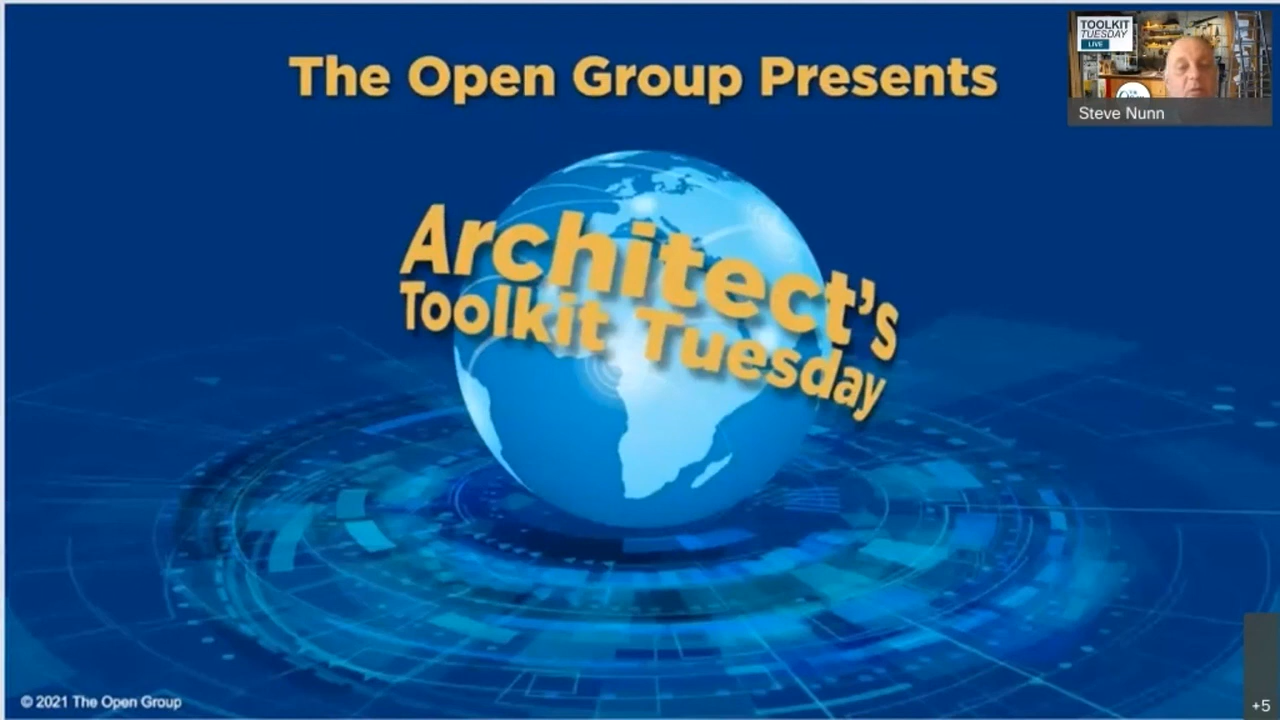 The Open Group Presents
TOOLKIT
TUESDAY
LIVE
Steve Nunn
Architect's
Toolkit Tuesday
© 2021 The Open Group
+5